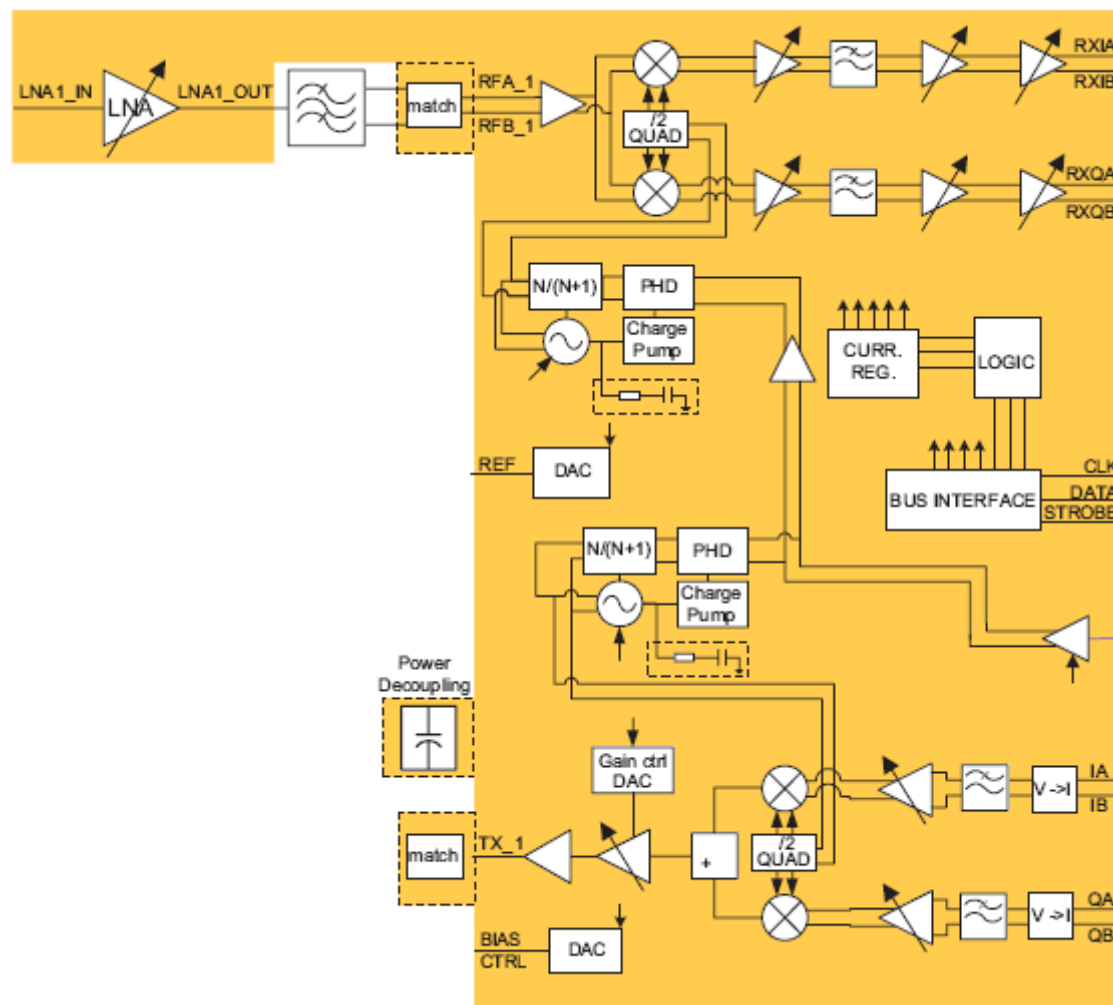 LNA1_IN
LNA
LNA1_OUT
match
RFA_1
RFB_1
/2
QUAD
RXIA
RXIB
RXQA
RXQB
N/(N+1)
PHD
Charge
Pump
CURR.
REG.
LOGIC
REF
DAC
BUS INTERFACE
CLK
DATA
STROBE
N/(N+1)
PHD
Charge
Pump
Power
Decoupling
Gain ctrl
DAC
IA
V ->I
IB
match
TX_1
+
/2
QUAD
QA
V ->I
QB
BIAS
CTRL
DAC